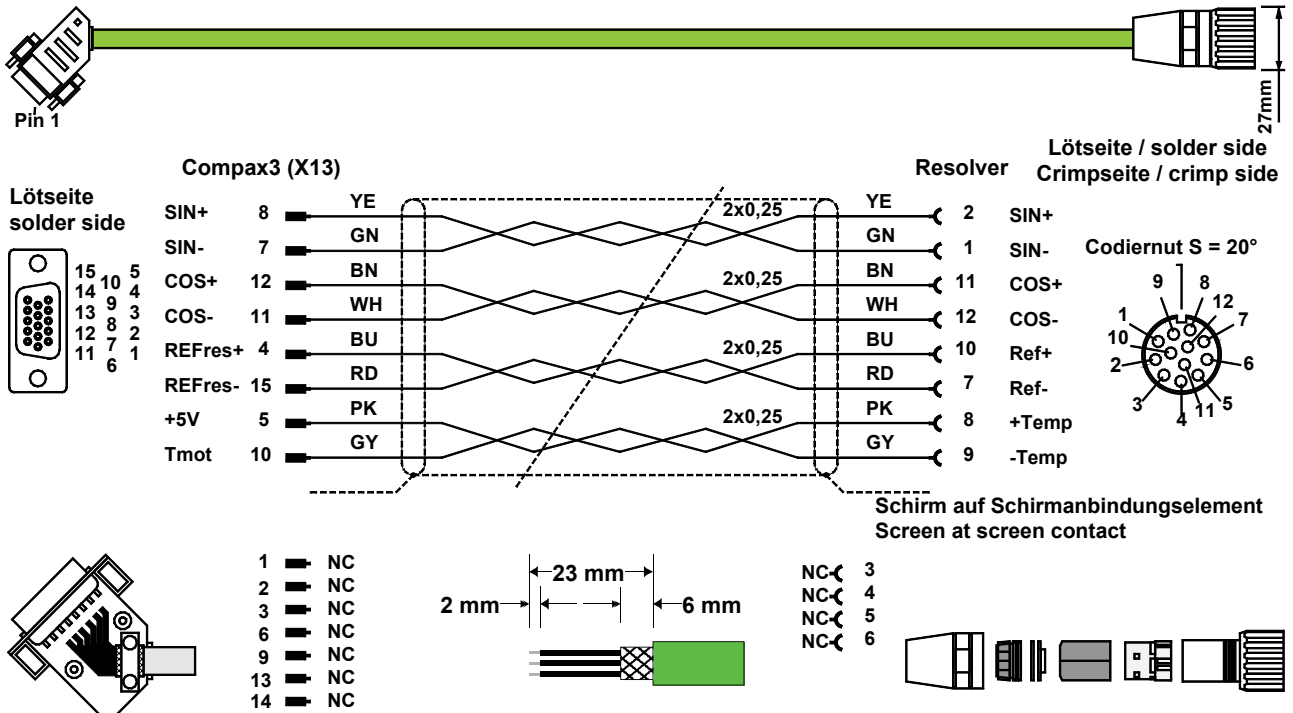 Pin 1
27mm
Compax3 (X13)
Resolver
Lötseite / solder side
Crimpseite / crimp side
Lötseite
solder side
15 10 5
14 9 4
13 8 3
12 7 2
11 6 1
SIN+ 8 YE 2x0,25 YE 2 SIN+
SIN- 7 GN GN 1 SIN-
COS+ 12 BN 2x0,25 BN 11 COS+
COS- 11 WH WH 12 COS-
REFres+ 4 BU 2x0,25 BU 10 Ref+
REFres- 15 RD RD 7 Ref-
+5V 5 PK 2x0,25 PK 8 +Temp
Tmot 10 GY GY 9 -Temp
Codiernut S = 20°
9 8
12
1 7
10
2 6
3 4 11 5
Schirm auf Schirmanbindungselement
Screen at screen contact
1 NC
2 NC
3 NC
6 NC
9 NC
13 NC
14 NC
23 mm
2 mm 6 mm
NC 3
NC 4
NC 5
NC 6